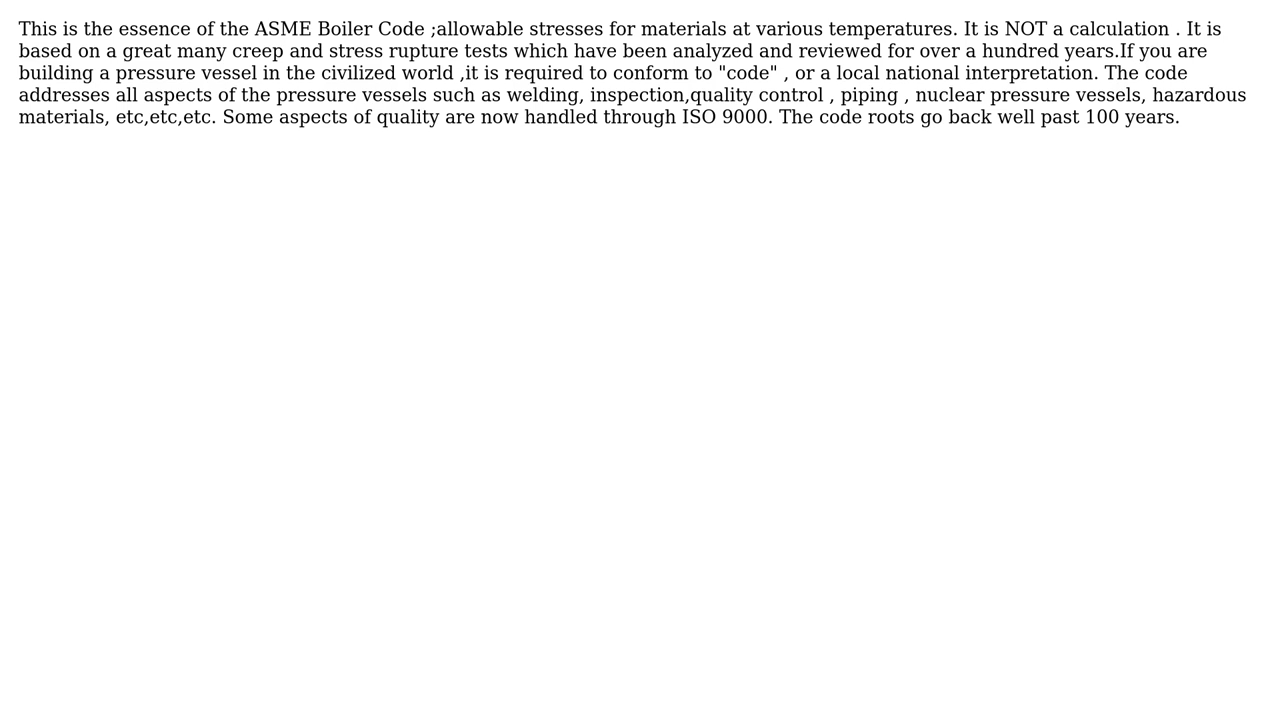 This is the essence of the ASME Boiler Code ;allowable stresses for materials at various temperatures. It is NOT a calculation . It is
based on a great many creep and stress rupture tests which have been analyzed and reviewed for over a hundred years.If you are
building a pressure vessel in the civilized world ,it is required to conform to "code" , or a local national interpretation. The code
addresses all aspects of the pressure vessels such as welding, inspection,quality control , piping , nuclear pressure vessels, hazardous
materials, etc,etc,etc. Some aspects of quality are now handled through ISO 9000. The code roots go back well past 100 years.